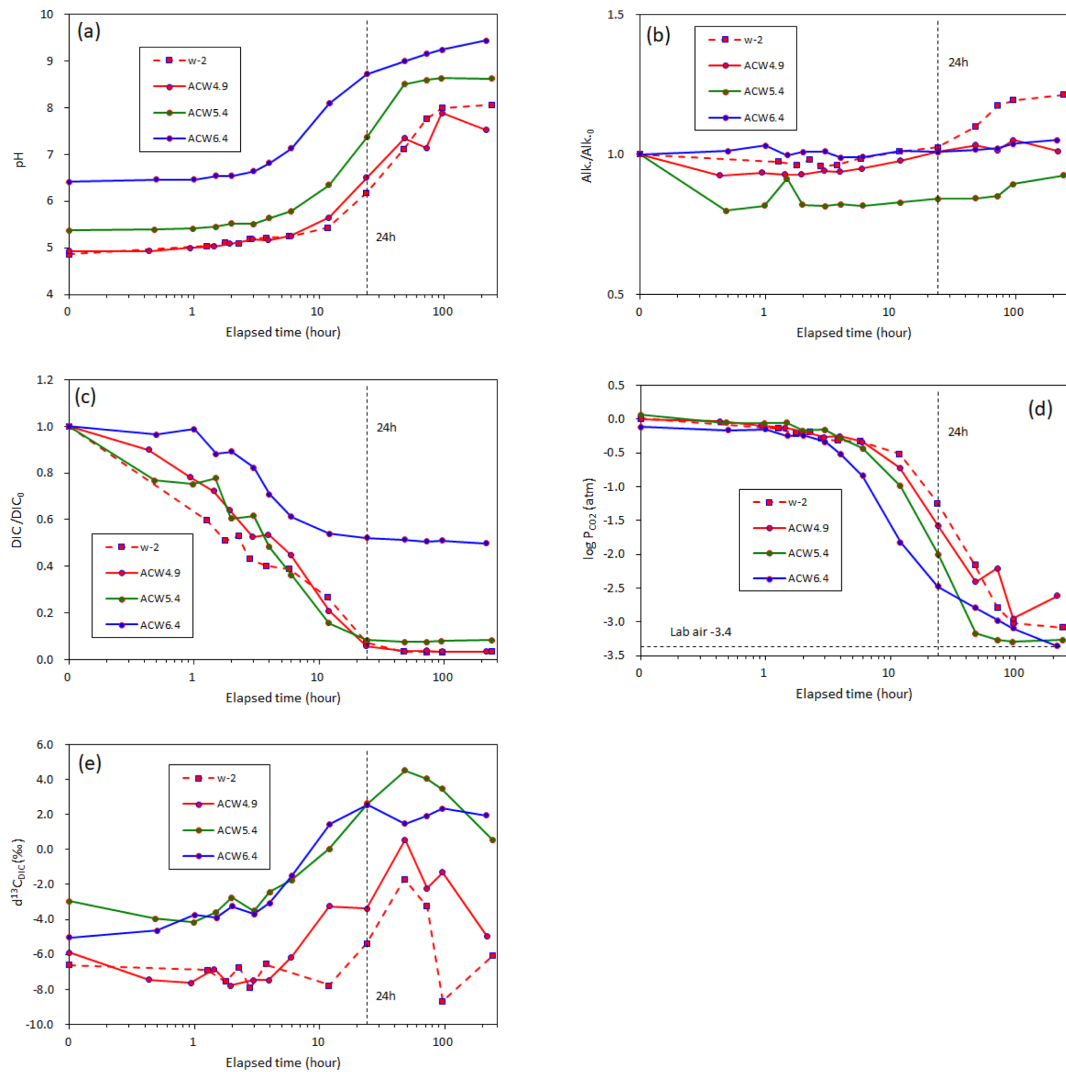 (a)
10
9
8
7
6
5
4
pH
w-2
ACW4.9
ACW5.4
ACW6.4
24h
0
1
10
100
Elapsed time (hour)
(b)
1.5
1.0
0.5
Alk./Alk.0
w-2
ACW4.9
ACW5.4
ACW6.4
24h
0
1
10
100
Elapsed time (hour)
(c)
1.2
1.0
0.8
0.6
0.4
0.2
0.0
DIC/DIC0
w-2
ACW4.9
ACW5.4
ACW6.4
24h
0
1
10
100
Elapsed time (hour)
(d)
0.5
0.0
-0.5
-1.0
-1.5
-2.0
-2.5
-3.0
-3.5
log PCO2 (atm)
24h
w-2
ACW4.9
ACW5.4
ACW6.4
Lab air -3.4
0
1
10
100
Elapsed time (hour)
(e)
6.0
4.0
2.0
0.0
-2.0
-4.0
-6.0
-8.0
-10.0
d13CDIC(‰)
w-2
ACW4.9
ACW5.4
ACW6.4
24h
0
1
10
100
Elapsed time (hour)